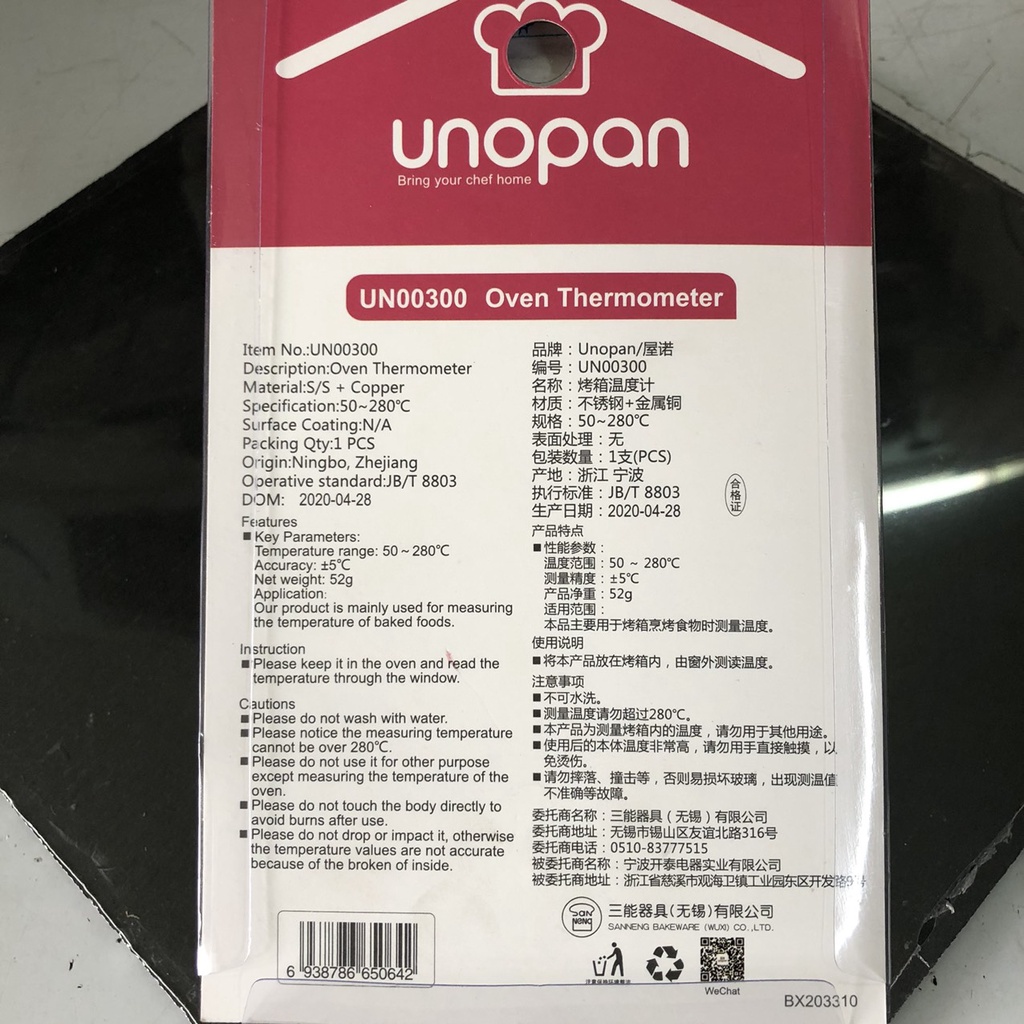 unopan
Bring your chef home
UN00300 Oven Thermometer
Item No.:UN00300
Description:Oven Thermometer
Material:S/S + Copper
Specification:50~280℃
Surface Coating:N/A
Packing Qty:1 PCS
Origin:Ningbo, Zhejiang
Operative standard:JB/T 8803
DOM: 2020-04-28
Features
■ Key Parameters:
Temperature range: 50 ~ 280℃
Accuracy: ±5℃
Net weight: 52g
Application:
Our product is mainly used for measuring
the temperature of baked foods.
Instruction
■ Please keep it in the oven and read the
temperature through the window.
Cautions
■ Please do not wash with water.
■ Please notice the measuring temperature
cannot be over 280℃.
■ Please do not use it for other purpose
except measuring the temperature of the
oven.
■ Please do not touch the body directly to
avoid burns after use.
■ Please do not drop or impact it, otherwise
the temperature values are not accurate
because of the broken of inside.
品牌：Unopan/屋诺
编号：UN00300
名称：烤箱温度计
材质：不锈钢+金属铜
规格：50~280℃
表面处理：无
包装数量：1支(PCS)
产地：浙江 宁波
执行标准：JB/T 8803
生产日期：2020-04-28
合格证
产品特点
■ 性能参数：
温度范围：50 ~ 280℃
测量精度：±5℃
产品净重：52g
适用范围：
本品主要用于烤箱烹烤食物时测量温度。
使用说明
■ 将本产品放在烤箱内，由窗外测读温度。
注意事项
■ 不可水洗。
■ 测量温度请勿超过280℃。
■ 本产品为测量烤箱内的温度，请勿用于其他用途。
■ 使用后的本体温度非常高，请勿用手直接触摸，以
免烫伤。
■ 请勿摔落、撞击等，否则易损坏玻璃，出现测温值
不准确等故障。
委托商名称：三能器具（无锡）有限公司
委托商地址：无锡市锡山区友谊北路316号
委托商电话：0510-83777515
被委托商名称：宁波开泰电器实业有限公司
被委托商地址：浙江省慈溪市观海卫镇工业园东区开发路9号
SAN NENG
三能器具(无锡)有限公司
SANNENG BAKEWARE (WUXI) CO.,LTD.
6 938786 650642
WeChat
BX203310